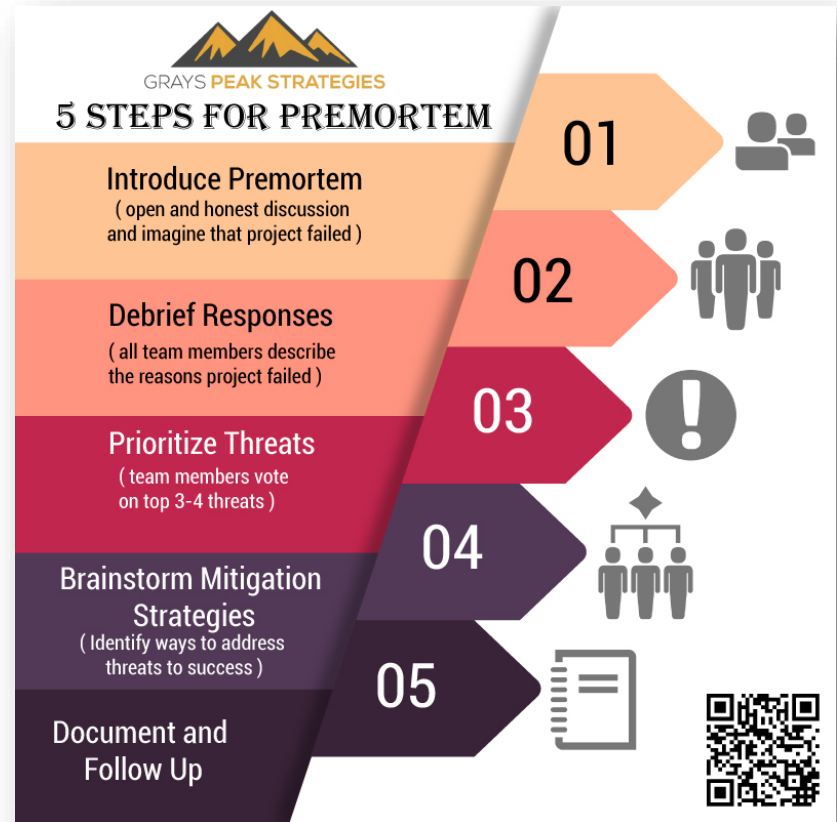 GRAYS PEAK STRATEGIES
5 STEPS FOR PREMORTEM
01
Introduce Premortem
( open and honest discussion
and imagine that project failed )
02
Debrief Responses
( all team members describe
the reasons project failed )
03
Prioritize Threats
( team members vote
on top 3-4 threats )
04
Brainstorm Mitigation
Strategies
( Identify ways to address
threats to success )
05
Document and
Follow Up